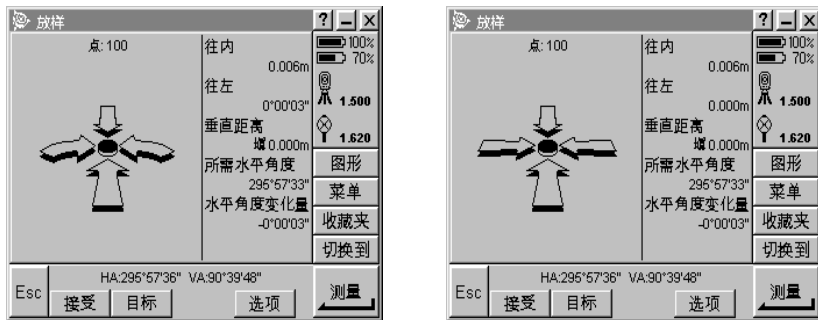 放样
点: 100
往内
0.006m
往左
0°00'03"
垂直距离
填 0.000m
所需水平角度
295°57'33"
水平角度变化量
-0°00'03"
100%
70%
1.500
1.620
图形
菜单
收藏夹
切换到
HA:295°57'36" VA:90°39'48"
Esc
接受
目标
选项
测量
放样
点: 100
往内
0.006m
往左
0.000m
垂直距离
填 0.000m
所需水平角度
295°57'33"
水平角度变化量
-0°00'03"
100%
70%
1.500
1.620
图形
菜单
收藏夹
切换到
HA:295°57'36" VA:90°39'48"
Esc
接受
目标
选项
测量